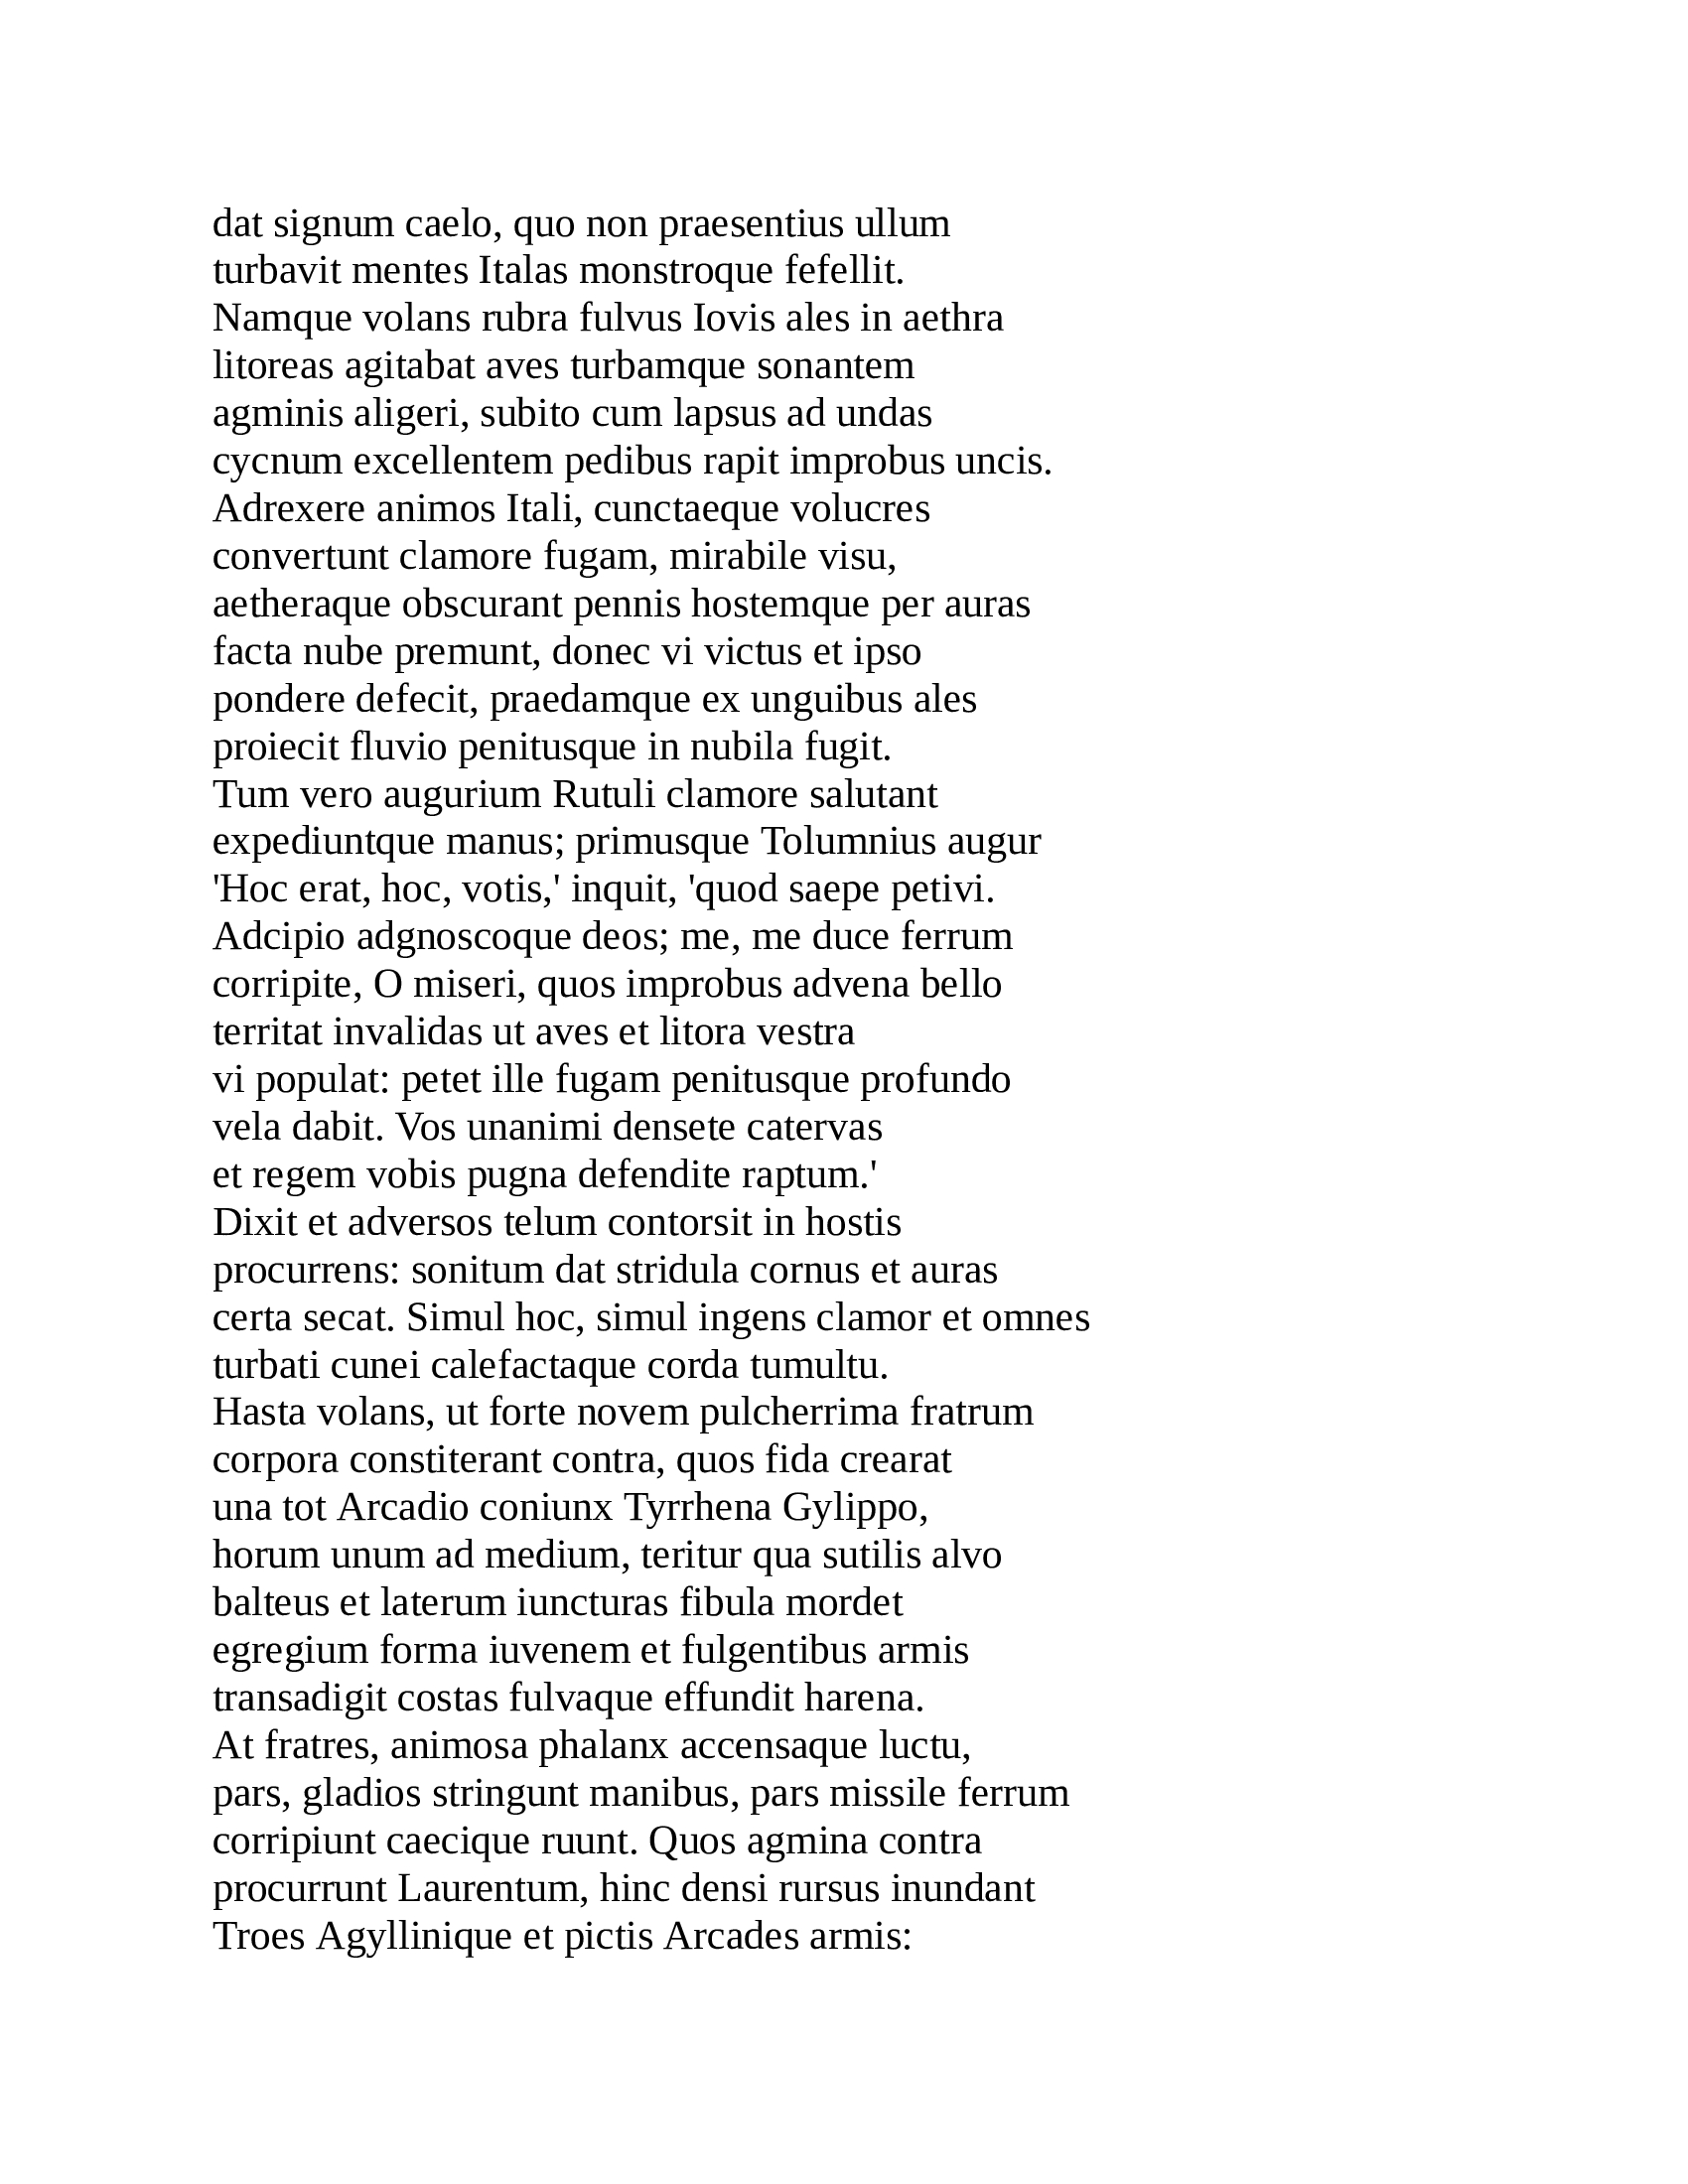 dat signum caelo, quo non praesentius ullum
turbavit mentes Italas monstroque fefellit.
Namque volans rubra fulvus Iovis ales in aethra
litoreas agitabat aves turbamque sonantem
agminis aligeri, subito cum lapsus ad undas
cycnum excellentem pedibus rapit improbus uncis.
Adrexere animos Itali, cunctaeque volucres
convertunt clamore fugam, mirabile visu,
aetheraque obscurant pennis hostemque per auras
facta nube premunt, donec vi victus et ipso
pondere defecit, praedamque ex unguibus ales
proiecit fluvio penitusque in nubila fugit.
Tum vero augurium Rutuli clamore salutant
expediuntque manus; primusque Tolumnius augur
'Hoc erat, hoc, votis,' inquit, 'quod saepe petivi.
Adcipio adgnoscoque deos; me, me duce ferrum
corripite, O miseri, quos improbus advena bello
territat invalidas ut aves et litora vestra
vi populat: petet ille fugam penitusque profundo
vela dabit. Vos unanimi densete catervas
et regem vobis pugna defendite raptum.'
Dixit et adversos telum contorsit in hostis
procurrens: sonitum dat stridula cornus et auras
certa secat. Simul hoc, simul ingens clamor et omnes
turbati cunei calefactaque corda tumultu.
Hasta volans, ut forte novem pulcherrima fratrum
corpora constiterant contra, quos fida crearat
una tot Arcadio coniunx Tyrrhena Gylippo,
horum unum ad medium, teritur qua sutilis alvo
balteus et laterum iuncturas fibula mordet
egregium forma iuvenem et fulgentibus armis
transadigit costas fulvaque effundit harena.
At fratres, animosa phalanx accensaque luctu,
pars, gladios stringunt manibus, pars missile ferrum
corripiunt caecique ruunt. Quos agmina contra
procurrunt Laurentum, hinc densi rursus inundant
Troes Agyllinique et pictis Arcades armis: